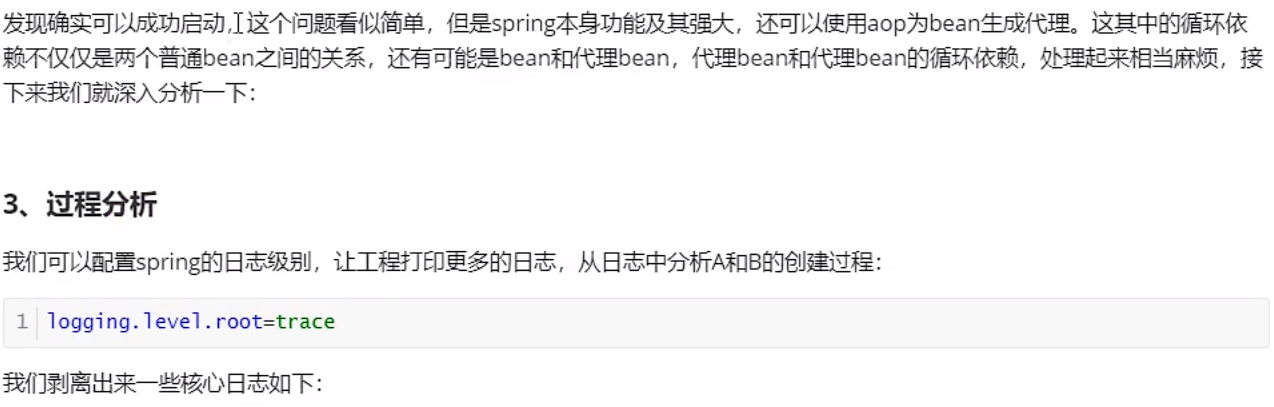 发现确实可以成功启动，这个问题看似简单，但是spring本身功能及其强大，还可以使用aop为bean生成代理。这其中的循环依
赖不仅仅是两个普通bean之间的关系，还有可能是bean和代理bean，代理bean和代理bean的循环依赖，处理起来相当麻烦，接
下来我们就深入分析一下：
3、过程分析
我们可以配置spring的日志级别，让工程打印更多的日志，从日志中分析A和B的创建过程：
1 logging.level.root=trace
我们剥离出来一些核心日志如下：